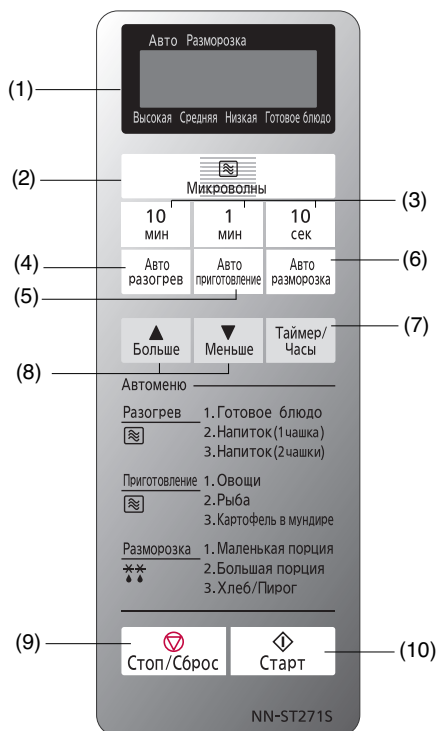 Авто Разморозка
(1)
Высокая Средняя Низкая Готовое блюдо
(2)
Микроволны
(3)
10 мин
1 мин
10 сек
(4)
Авто разогрев
Авто приготовление
Авто разморозка
(6)
(5)
(7)
Больше
Меньше
Таймер/Часы
(8)
Автоменю
Разогрев 1. Готовое блюдо
2. Напиток (1 чашка)
3. Напиток (2 чашки)
Приготовление 1. Овощи
2. Рыба
3. Картофель в мундире
Разморозка 1. Маленькая порция
2. Большая порция
3. Хлеб/Пирог
(9)
Стоп/Сброс
Старт
(10)
NN-ST271S